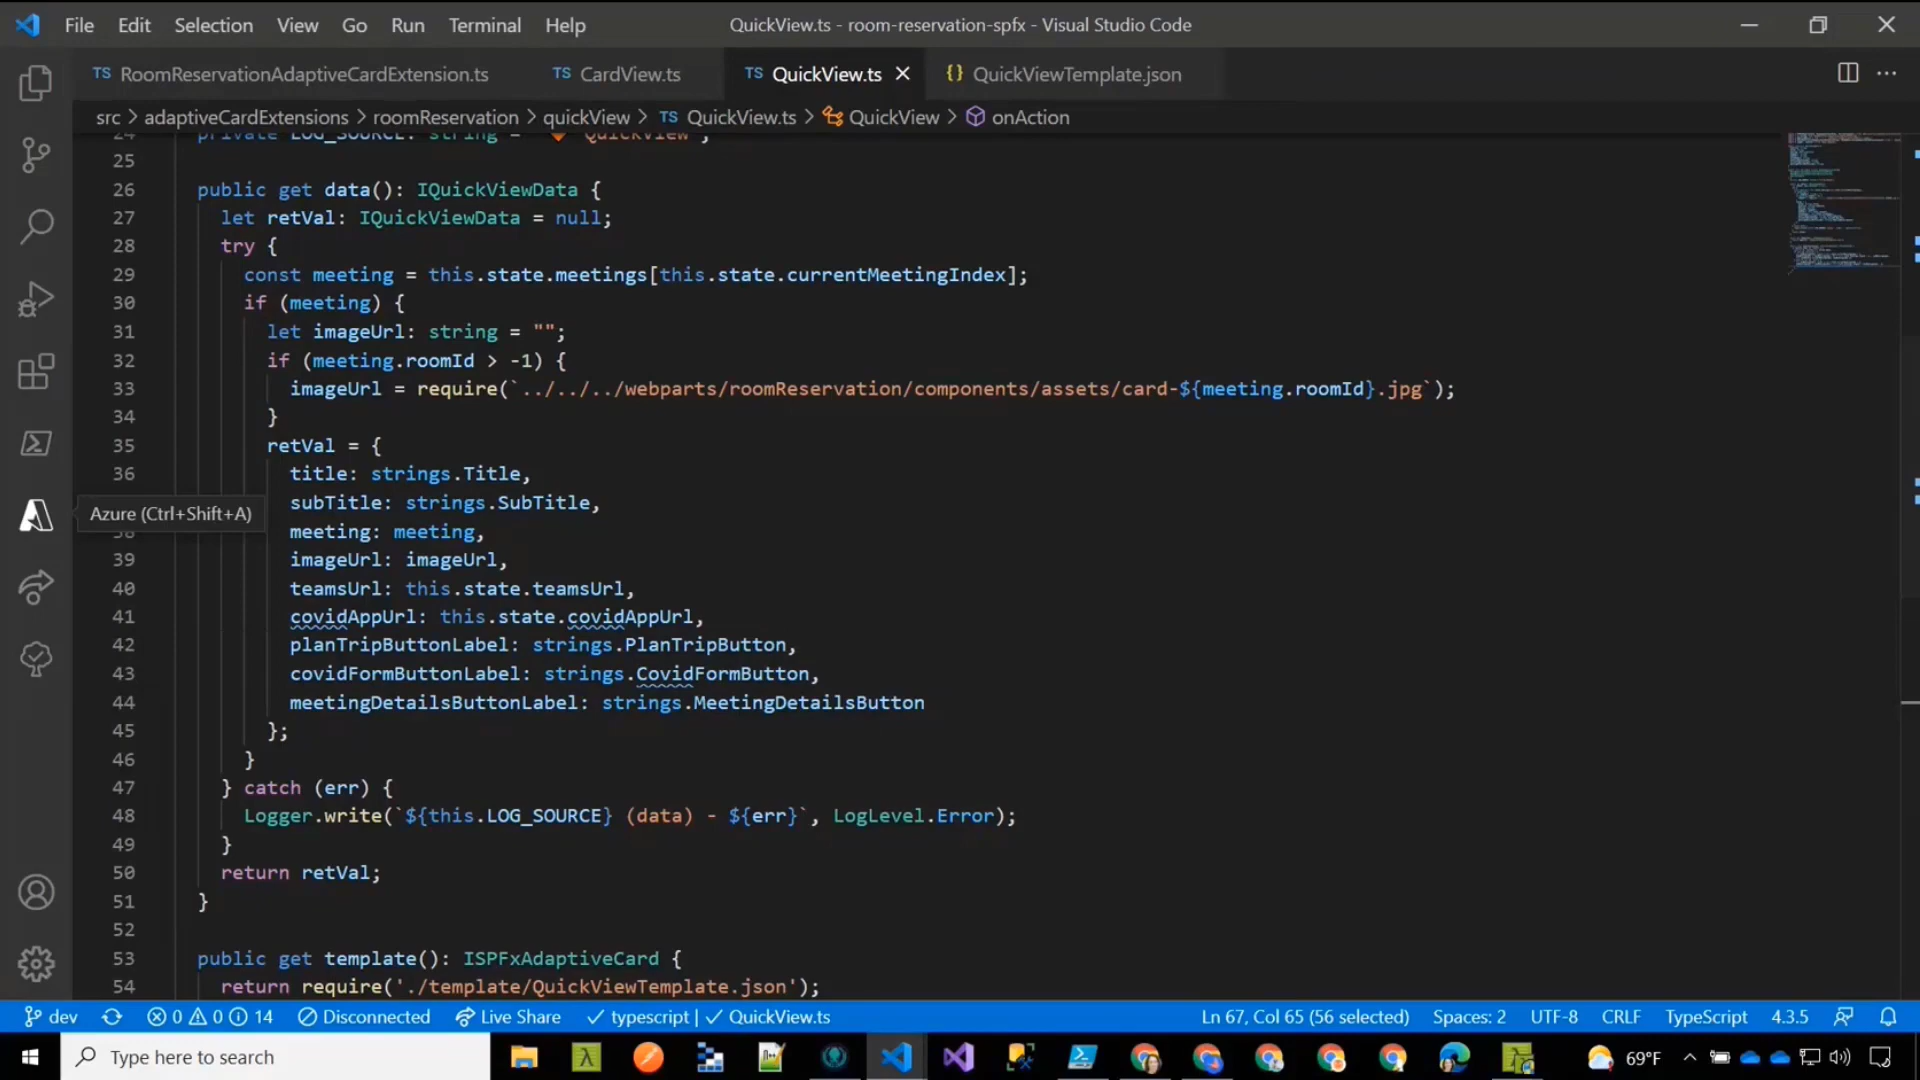 File Edit Selection View Go Run Terminal Help
QuickView.ts - room-reservation-spfx - Visual Studio Code
TS RoomReservationAdaptiveCardExtension.ts TS CardView.ts TS QuickView.ts {} QuickViewTemplate.json
src > adaptiveCardExtensions > roomReservation > quickView > TS QuickView.ts > QuickView > onAction
24 private LOG_SOURCE: string = "🔶 QuickView";
25
26 public get data(): IQuickViewData {
27 let retVal: IQuickViewData = null;
28 try {
29 const meeting = this.state.meetings[this.state.currentMeetingIndex];
30 if (meeting) {
31 let imageUrl: string = "";
32 if (meeting.roomId > -1) {
33 imageUrl = require(`../../../webparts/roomReservation/components/assets/card-${meeting.roomId}.jpg`);
34 }
35 retVal = {
36 title: strings.Title,
subTitle: strings.SubTitle,
Azure (Ctrl+Shift+A)
38 meeting: meeting,
39 imageUrl: imageUrl,
40 teamsUrl: this.state.teamsUrl,
41 covidAppUrl: this.state.covidAppUrl,
42 planTripButtonLabel: strings.PlanTripButton,
43 covidFormButtonLabel: strings.CovidFormButton,
44 meetingDetailsButtonLabel: strings.MeetingDetailsButton
45 };
46 }
47 } catch (err) {
48 Logger.write(`${this.LOG_SOURCE} (data) - ${err}`, LogLevel.Error);
49 }
50 return retVal;
51 }
52
53 public get template(): ISPFxAdaptiveCard {
54 return require('./template/QuickViewTemplate.json');
dev 0 0 14 Disconnected Live Share typescript | QuickView.ts Ln 67, Col 65 (56 selected) Spaces: 2 UTF-8 CRLF TypeScript 4.3.5
Type here to search 69°F